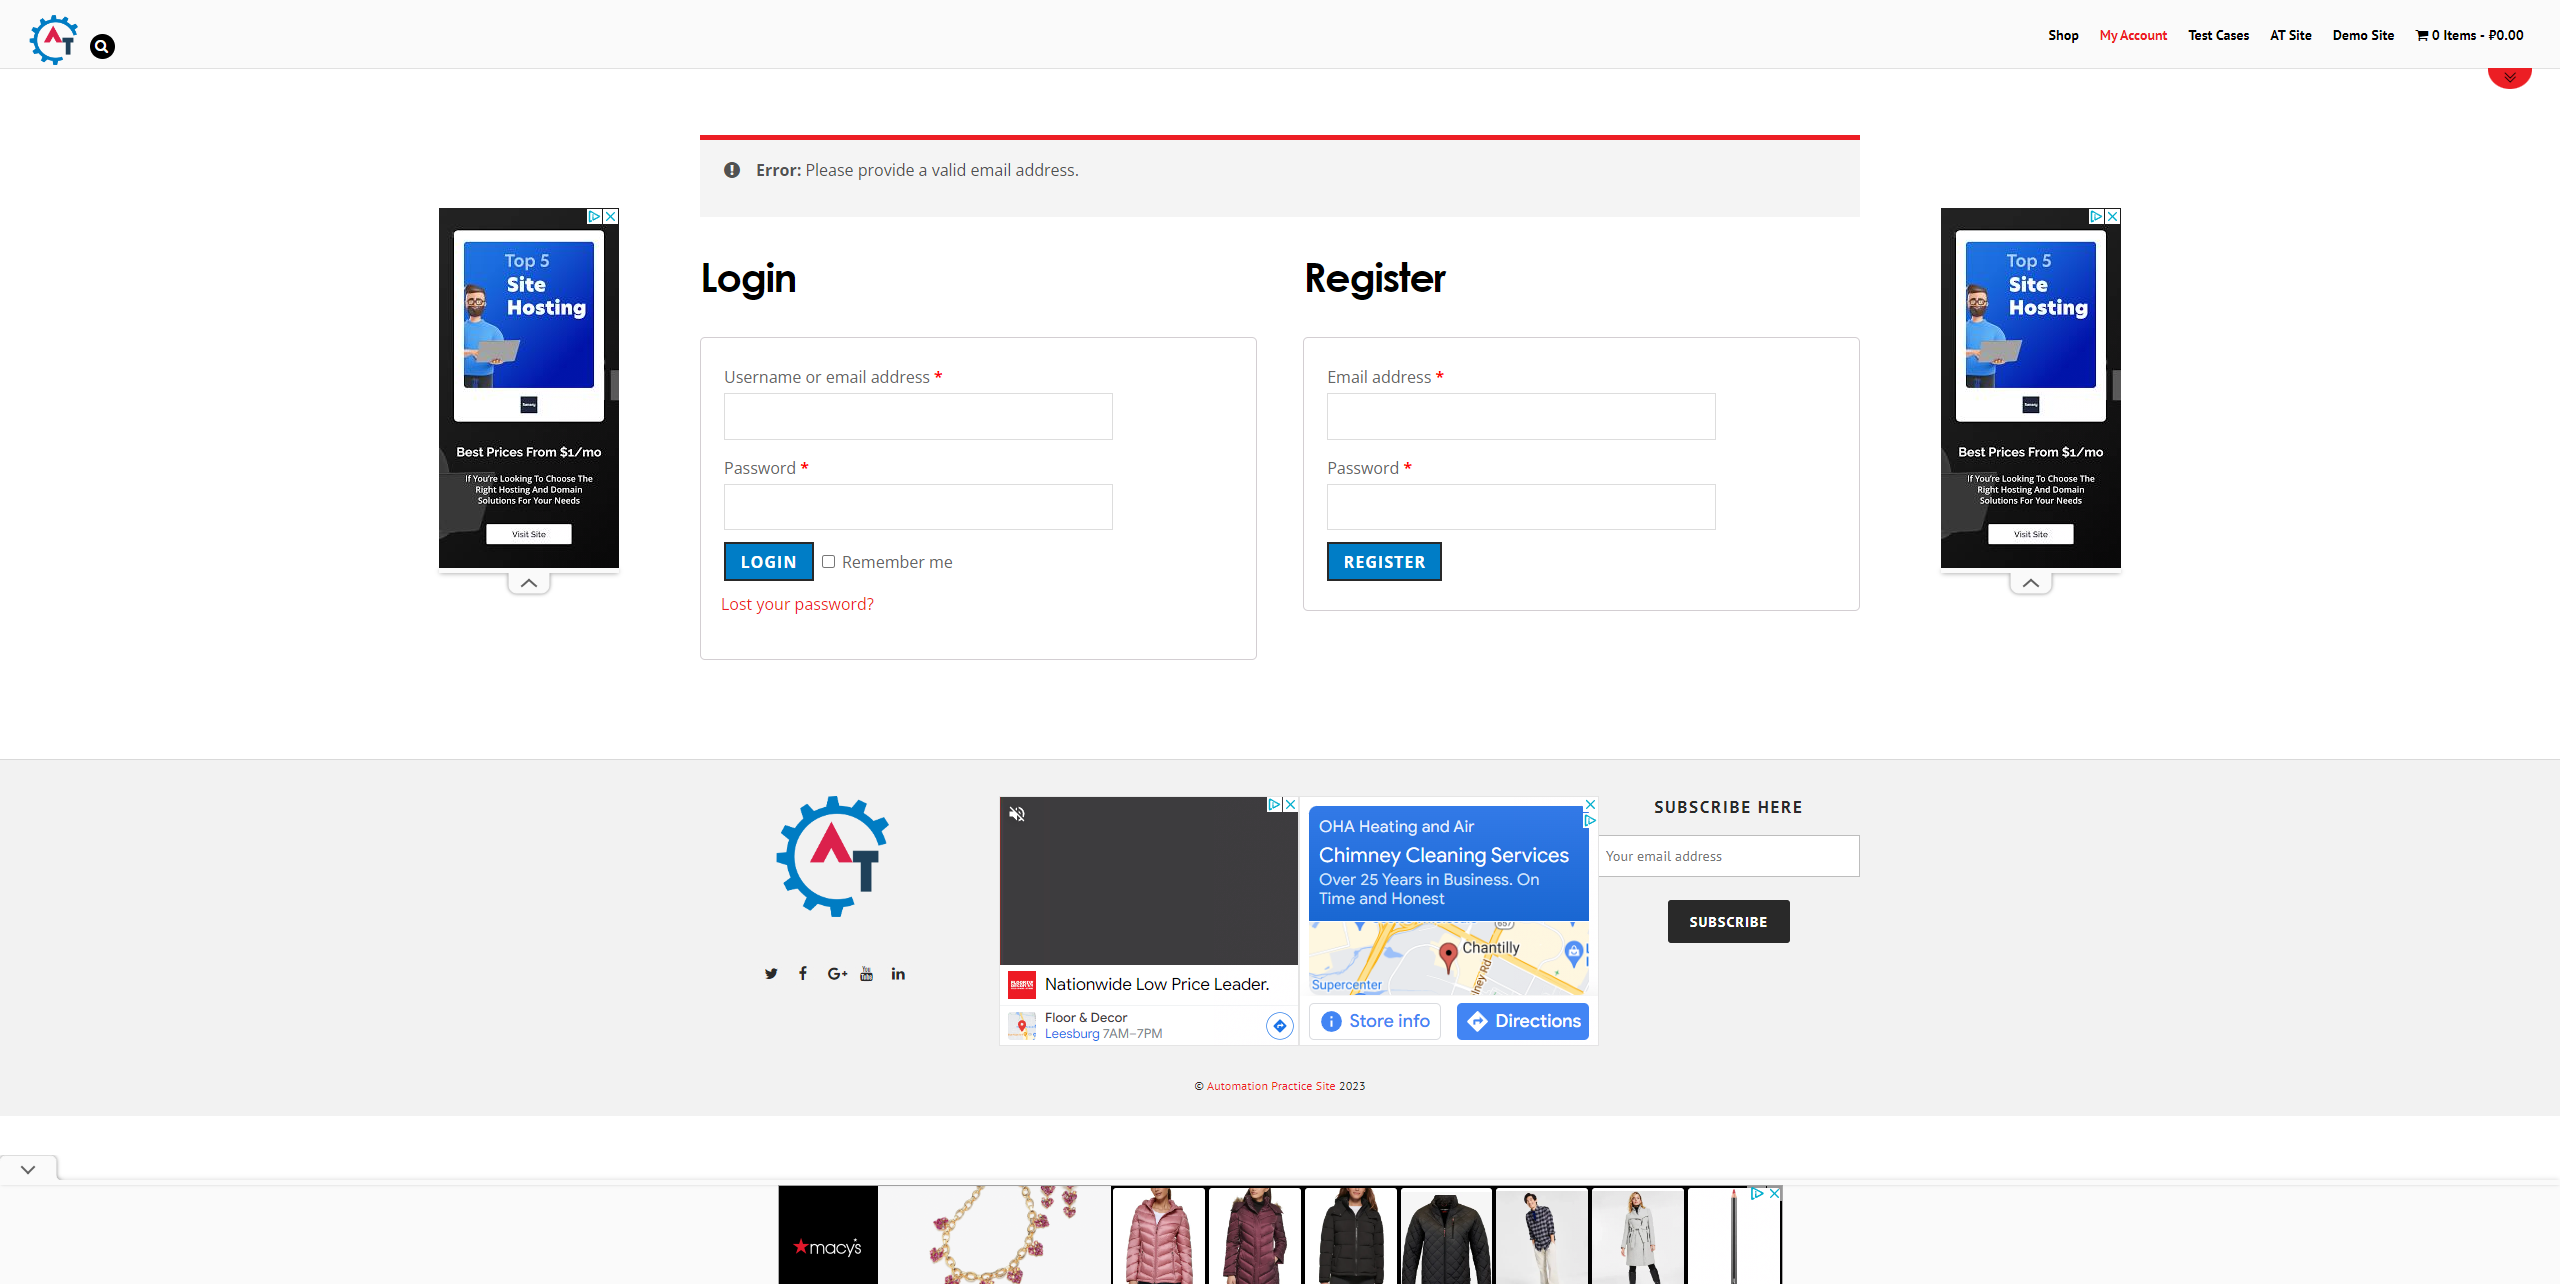 AT
Shop
My Account
Test Cases
AT Site
Demo Site
0 Items - ₽0.00
Error: Please provide a valid email address.
Top 5
Site
Hosting
Best Prices From $1/mo
If You're Looking To Choose The
Right Hosting And Domain
Solutions For Your Needs
Visit Site
Login
Username or email address *
Password *
LOGIN
Remember me
Lost your password?
Register
Email address *
Password *
REGISTER
Top 5
Site
Hosting
Best Prices From $1/mo
If You're Looking To Choose The
Right Hosting And Domain
Solutions For Your Needs
Visit Site
AT
Nationwide Low Price Leader.
Floor & Decor
Leesburg 7AM–7PM
OHA Heating and Air
Chimney Cleaning Services
Over 25 Years in Business. On
Time and Honest
657
Chantilly
Supercenter
Store info
Directions
SUBSCRIBE HERE
Your email address
SUBSCRIBE
© Automation Practice Site 2023
macy's